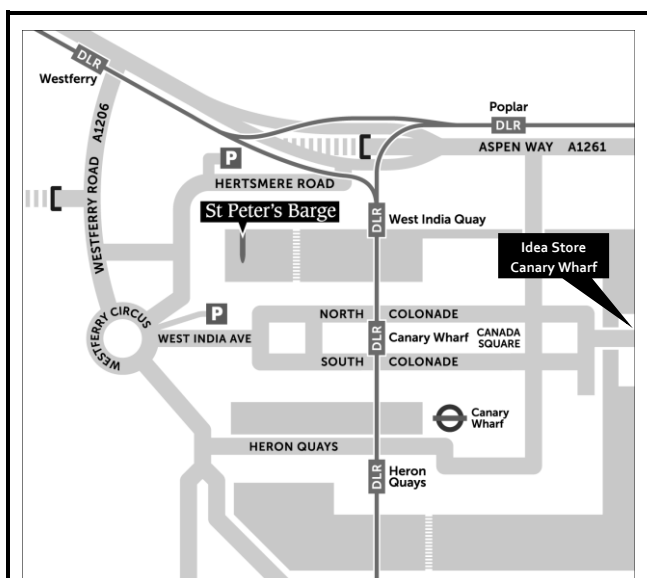 DLR
Westferry
Poplar
DLR
A1206
WESTFERRY ROAD
ASPEN WAY A1261
P
HERTSMERE ROAD
St Peter's Barge
DLR
West India Quay
Idea Store
Canary Wharf
P
NORTH COLONADE
WESTFERRY CIRCUS
WEST INDIA AVE
DLR
Canary Wharf
CANADA
SQUARE
SOUTH COLONADE
Canary
Wharf
HERON QUAYS
DLR
Heron
Quays